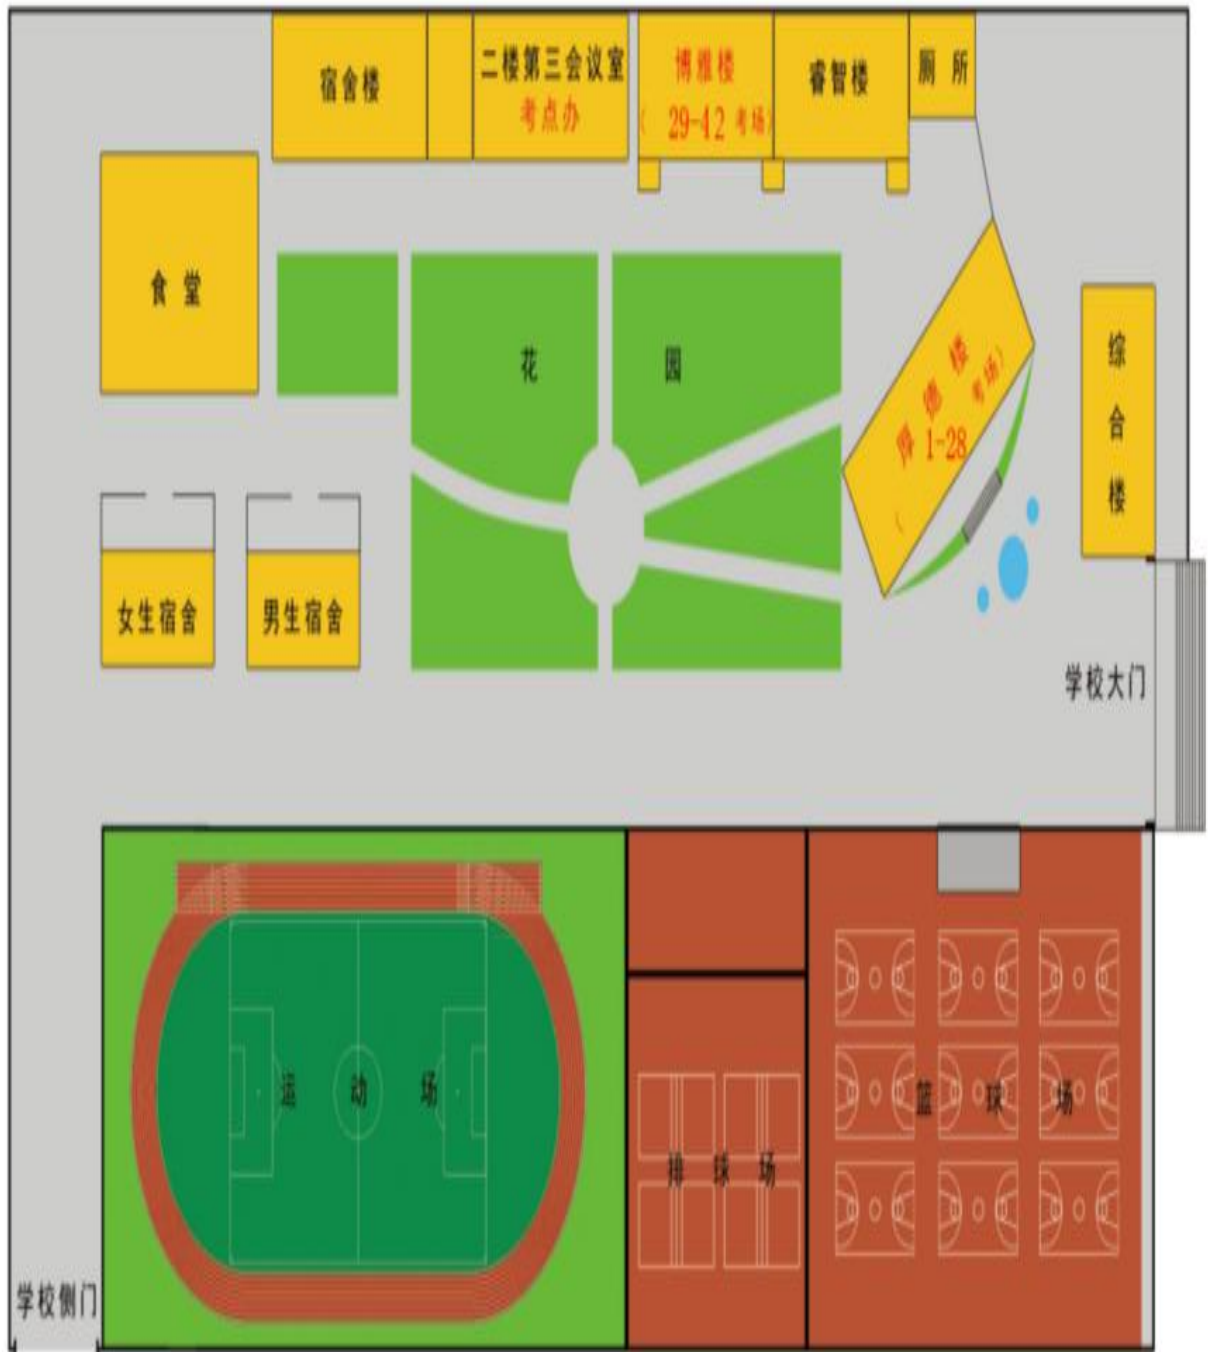 宿舍楼
二楼第三会议室
考点办
博雅楼
( 29-42 考场)
睿智楼
厕 所
食 堂
花 园
厚德楼
( 1-28 考场)
综合楼
女生宿舍
男生宿舍
学校大门
运 动 场
排 球 场
篮 球 场
学校侧门